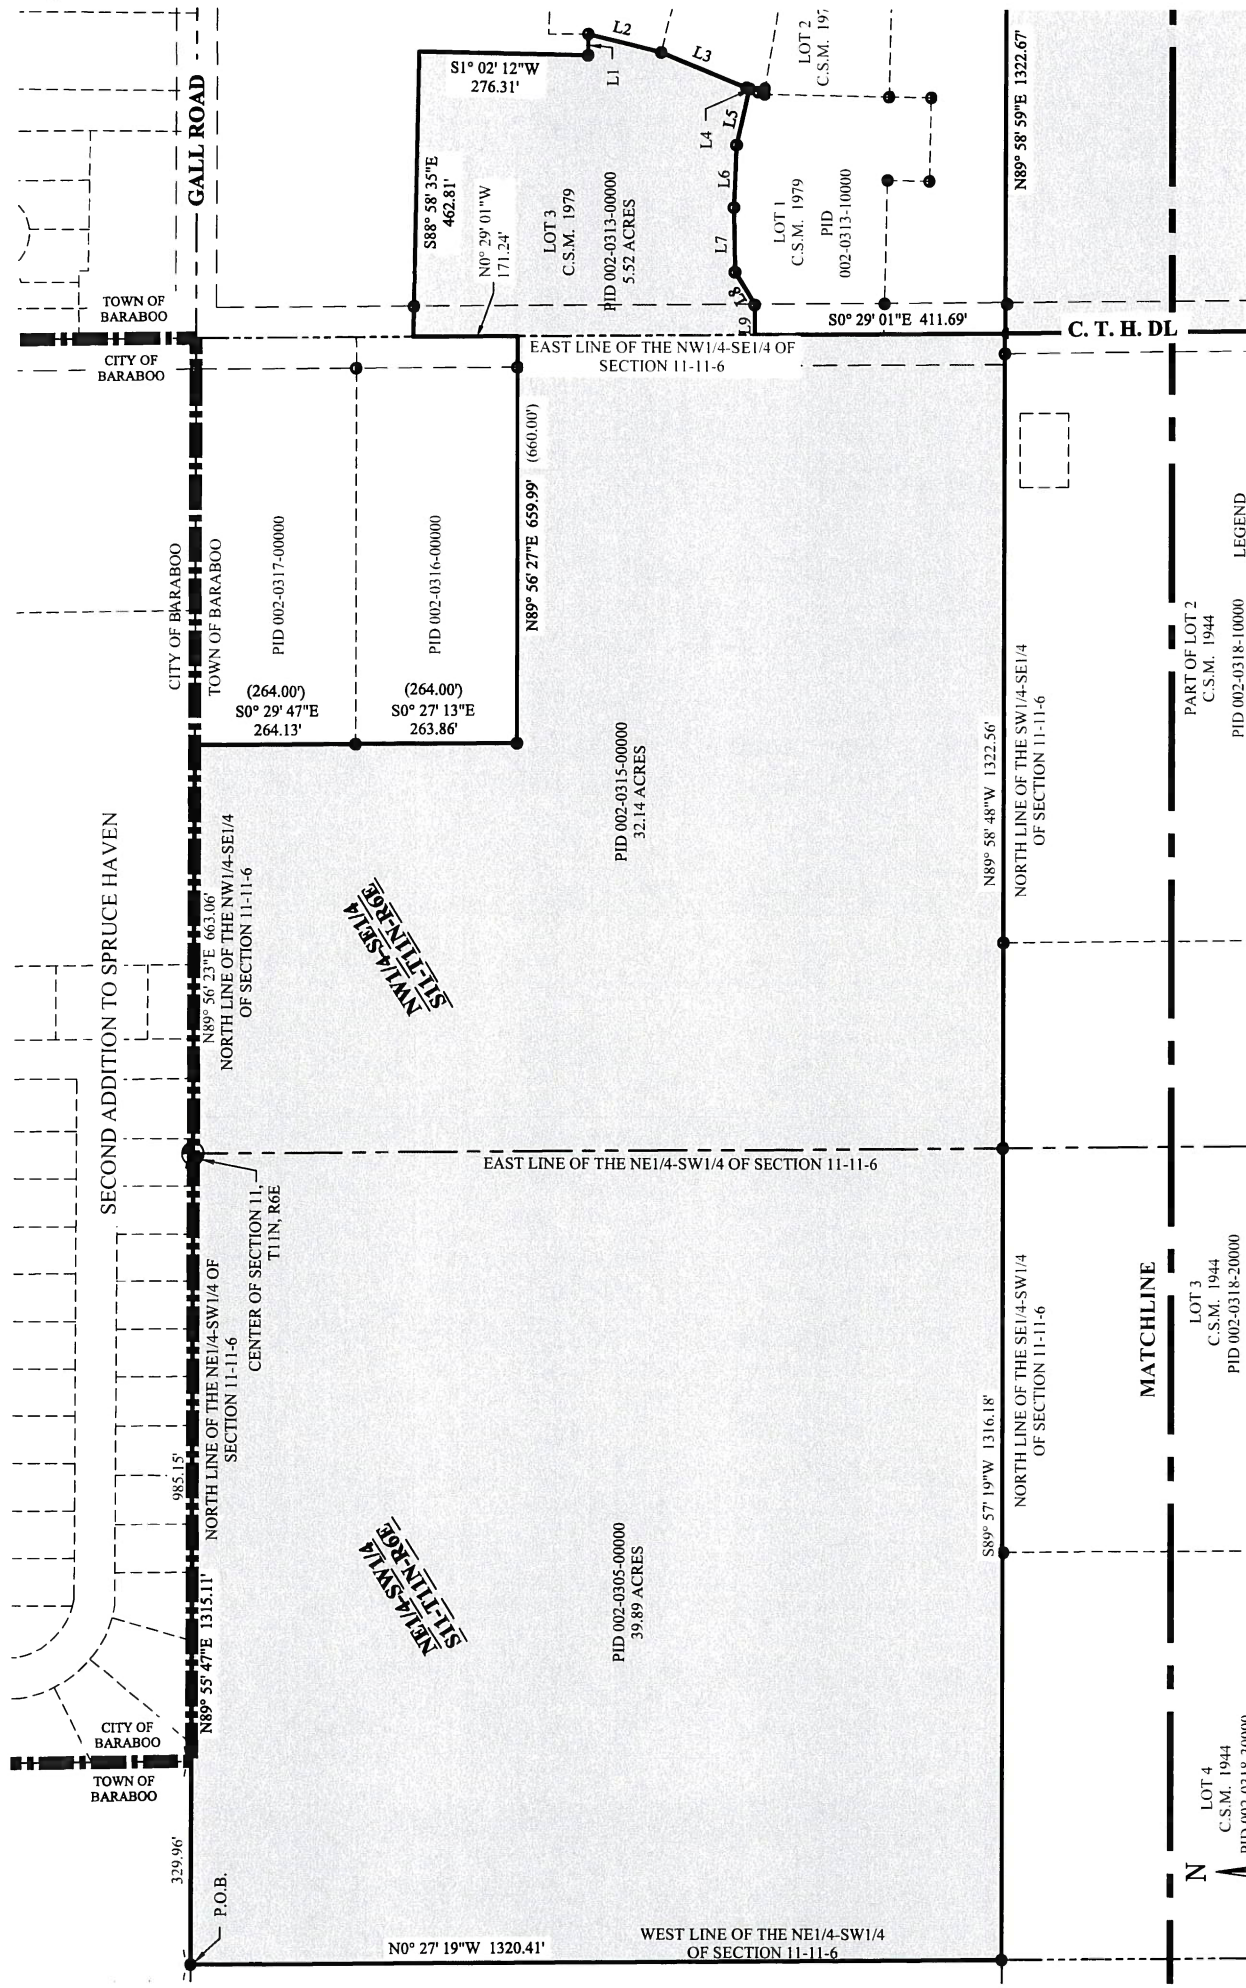 GALL ROAD
TOWN OF
BARABOO
CITY OF
BARABOO
S1° 02' 12"W
276.31'
L1
L2
L3
L4
L5
L6
L7
L8
L9
S88° 58' 35"E
462.81'
N0° 29' 01"W
171.24'
LOT 3
C.S.M. 1979
PID 002-0313-00000
5.52 ACRES
LOT 2
C.S.M. 197
LOT 1
C.S.M. 1979
PID
002-0313-10000
N89° 58' 59"E 1322.67'
S0° 29' 01"E 411.69'
C. T. H. DL
EAST LINE OF THE NW1/4-SE1/4 OF
SECTION 11-11-6
CITY OF BARABOO
TOWN OF BARABOO
PID 002-0317-00000
PID 002-0316-00000
N89° 56' 27"E 659.99' (660.00')
(264.00')
S0° 29' 47"E
264.13'
(264.00')
S0° 27' 13"E
263.86'
PID 002-0315-00000
32.14 ACRES
N89° 58' 48"W 1322.56'
NORTH LINE OF THE SW1/4-SE1/4
OF SECTION 11-11-6
PART OF LOT 2
C.S.M. 1944
PID 002-0318-10000
LEGEND
SECOND ADDITION TO SPRUCE HAVEN
N89° 56' 23"E 663.06'
NORTH LINE OF THE NW1/4-SE1/4
OF SECTION 11-11-6
NW1/4-SE1/4
S11-T11N-R6E
EAST LINE OF THE NE1/4-SW1/4 OF SECTION 11-11-6
CENTER OF SECTION 11,
T11N, R6E
NORTH LINE OF THE NE1/4-SW1/4 OF
SECTION 11-11-6
985.15'
N89° 55' 47"E 1315.11'
NE1/4-SW1/4
S11-T11N-R6E
PID 002-0305-00000
39.89 ACRES
S89° 57' 19"W 1316.18'
NORTH LINE OF THE SE1/4-SW1/4
OF SECTION 11-11-6
MATCHLINE
LOT 3
C.S.M. 1944
PID 002-0318-20000
CITY OF
BARABOO
TOWN OF
BARABOO
329.96'
P.O.B.
N0° 27' 19"W 1320.41'
WEST LINE OF THE NE1/4-SW1/4
OF SECTION 11-11-6
LOT 4
C.S.M. 1944
N